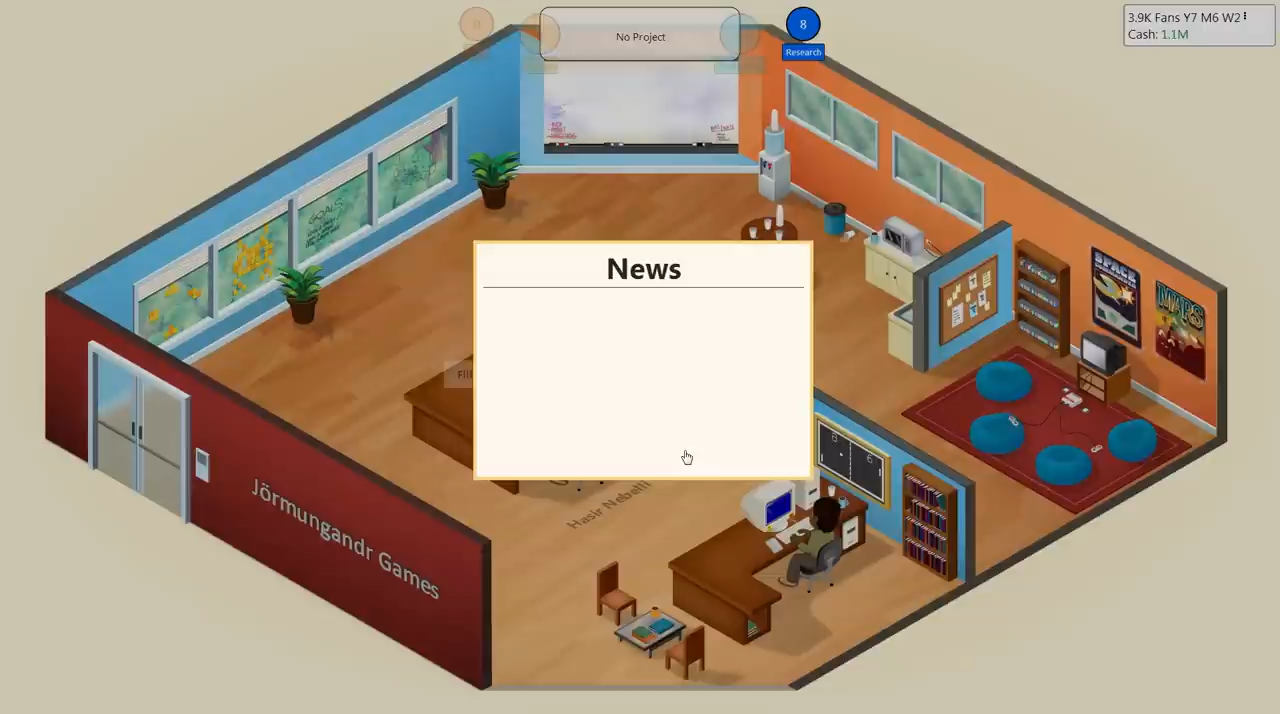 No Project
8
Research
3.9K Fans Y7 M6 W2
Cash: 1.1M
GOALS
SPACE
MARS
News
Hasir Nebelli
Jörmungandr Games